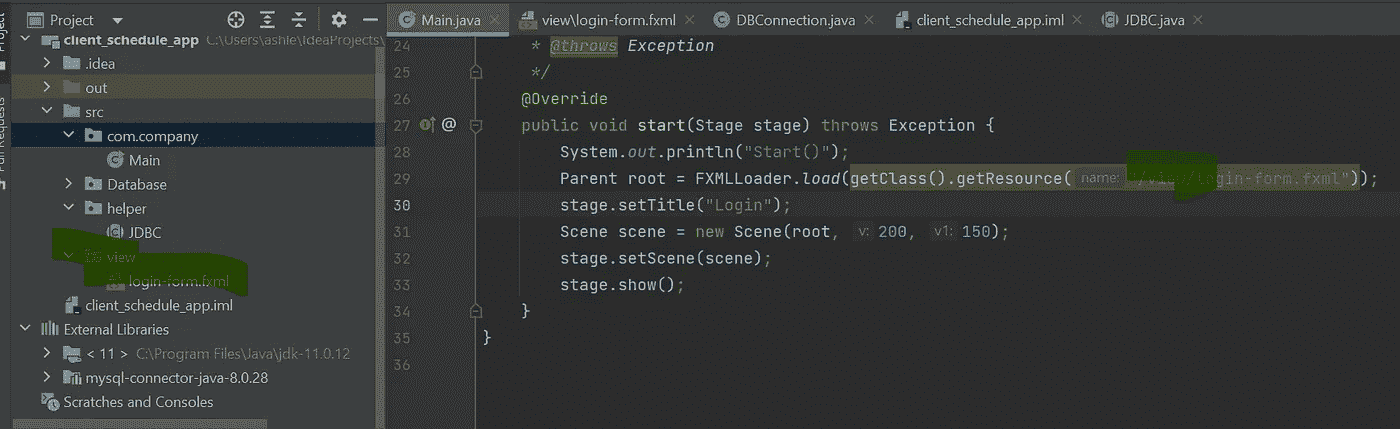 Project
client_schedule_app C:\Users\ashle\IdeaProjects\
.idea
out
src
com.company
Main
Database
helper
JDBC
view
login-form.fxml
client_schedule_app.iml
External Libraries
< 11 > C:\Program Files\Java\jdk-11.0.12
mysql-connector-java-8.0.28
Scratches and Consoles
Project
Pull Requests
Main.java view\login-form.fxml DBConnection.java client_schedule_app.iml JDBC.java
24 * @throws Exception
25 */
26 @Override
27 @ public void start(Stage stage) throws Exception {
28 System.out.println("Start()");
29 Parent root = FXMLLoader.load(getClass().getResource( name: "/view/login-form.fxml"));
30 stage.setTitle("Login");
31 Scene scene = new Scene(root, v: 200, v1: 150);
32 stage.setScene(scene);
33 stage.show();
34 }
35 }
36